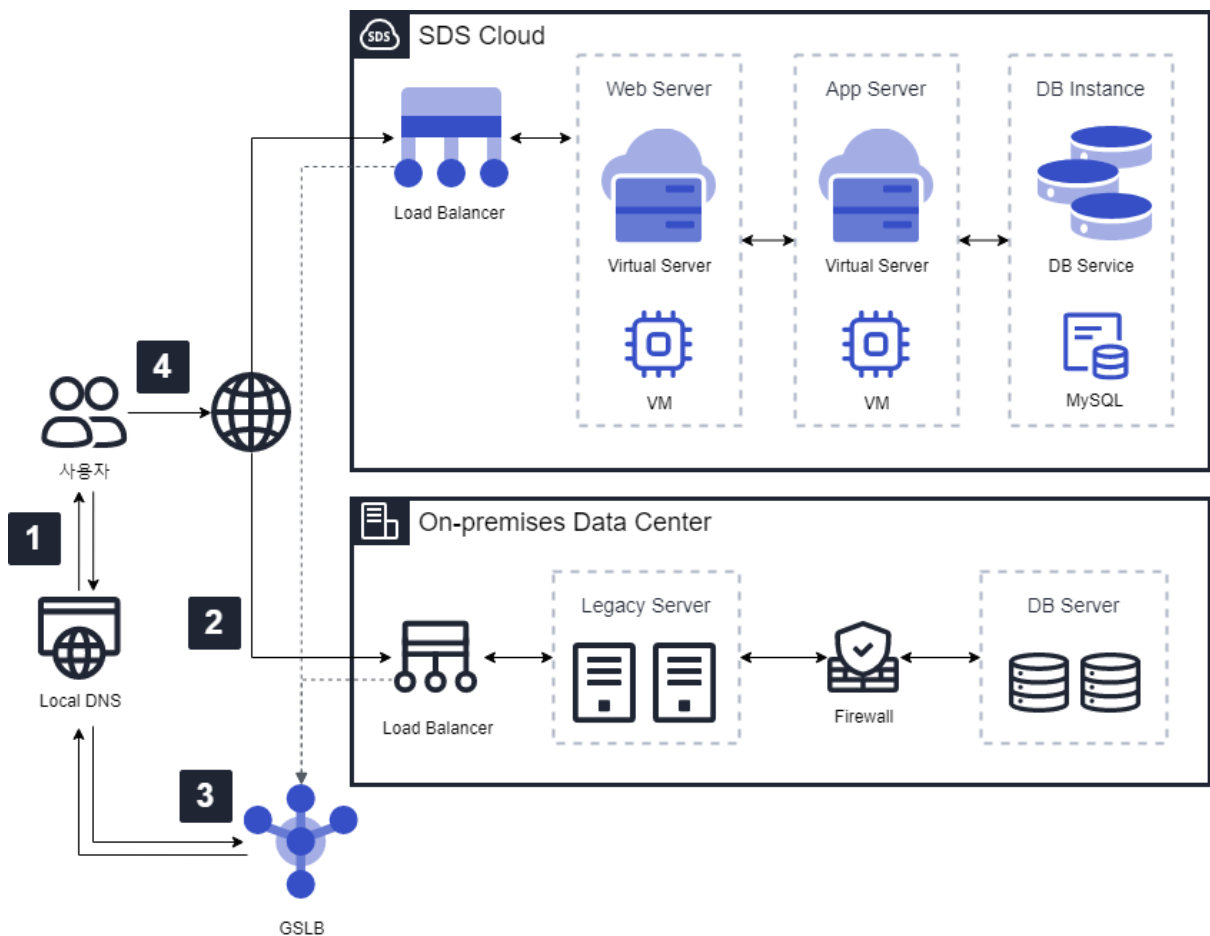 SDS
SDS Cloud
Web Server
App Server
DB Instance
Load Balancer
Virtual Server
Virtual Server
DB Service
VM
VM
MySQL
4
사용자
1
On-premises Data Center
Legacy Server
DB Server
2
Local DNS
Load Balancer
Firewall
3
GSLB